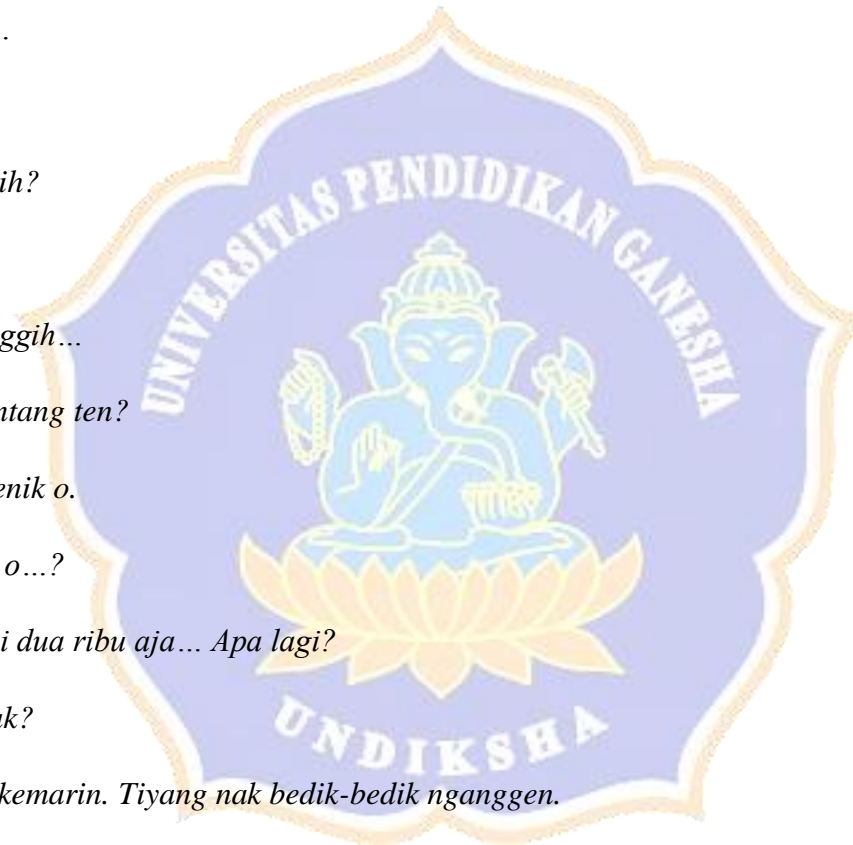 .
ih?
UNIVERSITAS PENDIDIKAN GANESHA
ggih…
ntang ten?
enik o.
o…?
i dua ribu aja… Apa lagi?
k?
UNDIKSHA
kemarin. Tiyang nak bedik-bedik nganggen.